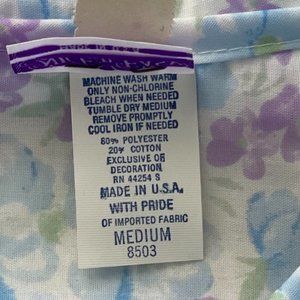 MACHINE WASH WARM
ONLY NON-CHLORINE
BLEACH WHEN NEEDED
TUMBLE DRY MEDIUM
REMOVE PROMPTLY
COOL IRON IF NEEDED
80% POLYESTER
20% COTTON
EXCLUSIVE OF
DECORATION
RN 44254 S
MADE IN U.S.A.
WITH PRIDE
OF IMPORTED FABRIC
MEDIUM
8503